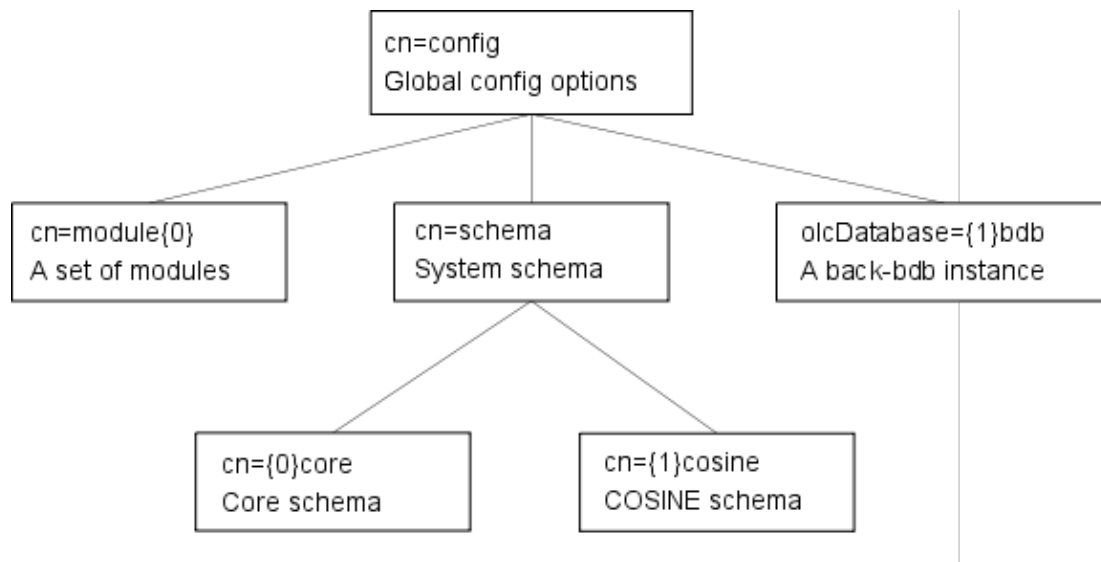 cn=config
Global config options
cn=module{0}
A set of modules
cn=schema
System schema
olcDatabase={1}bdb
A back-bdb instance
cn={0}core
Core schema
cn={1}cosine
COSINE schema